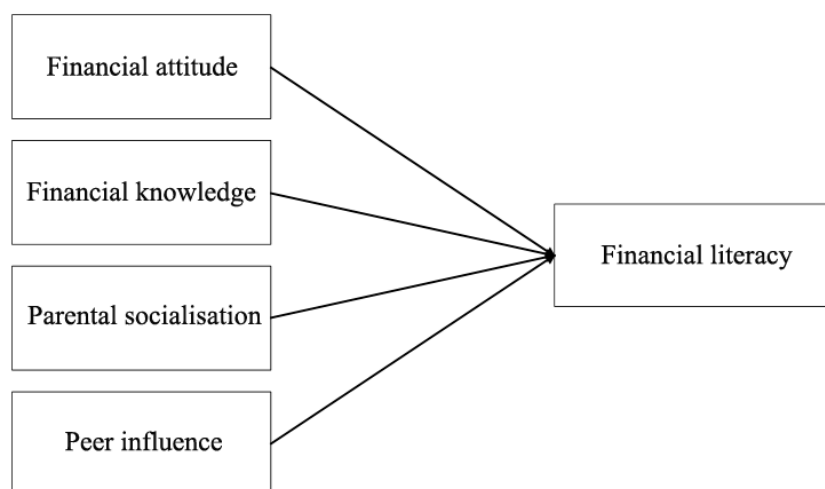 Financial attitude
Financial knowledge
Parental socialisation
Peer influence
Financial literacy